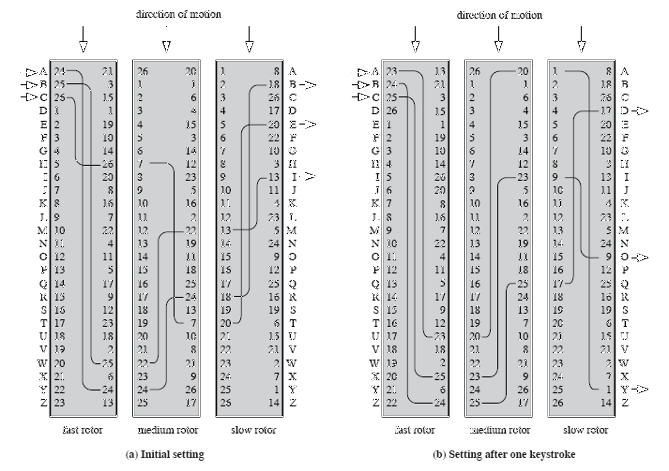 direction of motion direction of motion
A 24 21 26 20 1 8 A A 23 13 26 20 1 8 A
B 25 3 1 1 2 18 B B 24 21 1 1 2 18 B
C 26 15 2 6 3 26 C C 25 3 2 6 3 26 C
D 1 1 3 4 4 17 D D 26 15 3 4 4 17 D
E 2 19 4 15 5 20 E E 1 1 4 15 5 20 E
F 3 10 5 3 6 22 F F 2 19 5 3 6 22 F
G 4 14 6 14 7 10 G G 3 10 6 14 7 10 G
H 5 26 7 12 8 3 H H 4 14 7 12 8 3 H
I 6 20 8 23 9 13 I I 5 26 8 23 9 13 I
J 7 8 9 5 10 11 J J 6 20 9 5 10 11 J
K 8 16 10 16 11 4 K K 7 8 10 16 11 4 K
L 9 7 11 2 12 23 L L 8 16 11 2 12 23 L
M 10 22 12 22 13 5 M M 9 7 12 22 13 5 M
N 11 4 13 19 14 24 N N 10 22 13 19 14 24 N
O 12 11 14 11 15 9 O O 11 4 14 11 15 9 O
P 13 5 15 18 16 12 P P 12 11 15 18 16 12 P
Q 14 17 16 25 17 25 Q Q 13 5 16 25 17 25 Q
R 15 9 17 24 18 16 R R 14 17 17 24 18 16 R
S 16 12 18 13 19 19 S S 15 9 18 13 19 19 S
T 17 23 19 7 20 6 T T 16 12 19 7 20 6 T
U 18 18 20 10 21 15 U U 17 23 20 10 21 15 U
V 19 2 21 8 22 21 V V 18 18 21 8 22 21 V
W 20 25 22 21 23 2 W W 19 2 22 21 23 2 W
X 21 6 23 9 24 7 X X 20 25 23 9 24 7 X
Y 22 24 24 26 25 1 Y Y 21 6 24 26 25 1 Y
Z 23 13 25 17 26 14 Z Z 22 24 25 17 26 14 Z
fast rotor medium rotor slow rotor fast rotor medium rotor slow rotor
(a) Initial setting (b) Setting after one keystroke